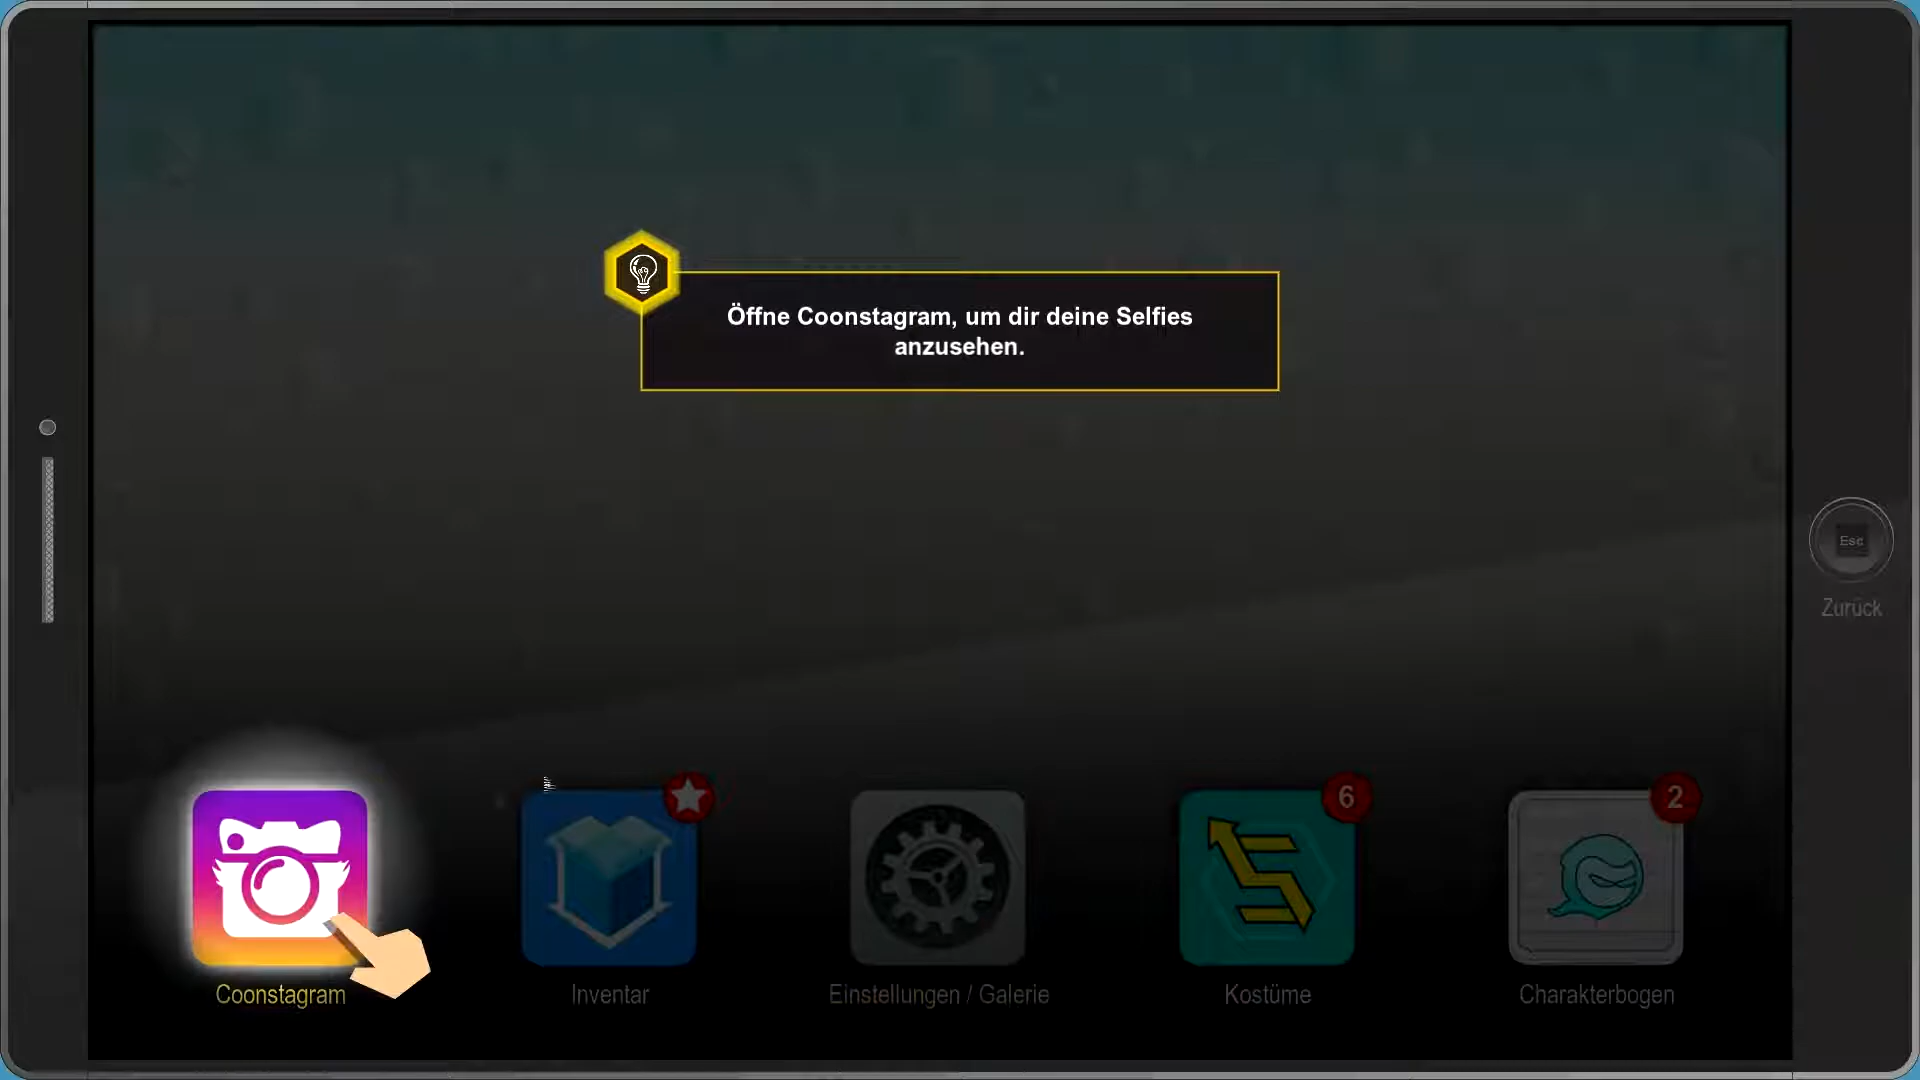 Öffne Coonstagram, um dir deine Selfies
anzusehen.
Esc
Zurück
6
2
Coonstagram
Inventar
Einstellungen / Galerie
Kostüme
Charakterbogen